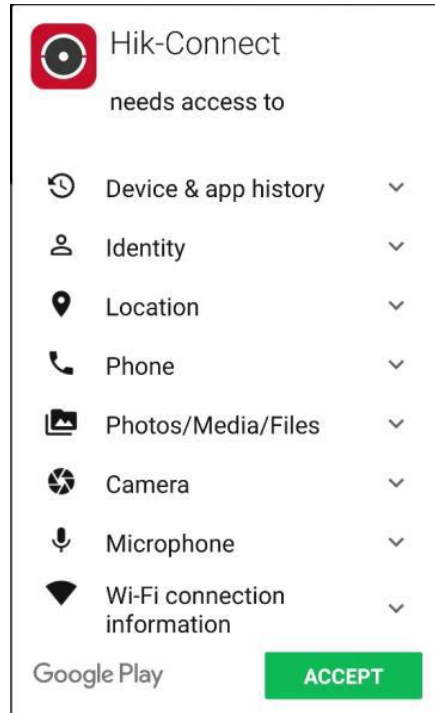 Hik-Connect
needs access to
Device & app history
Identity
Location
Phone
Photos/Media/Files
Camera
Microphone
Wi-Fi connection
information
Google Play
ACCEPT